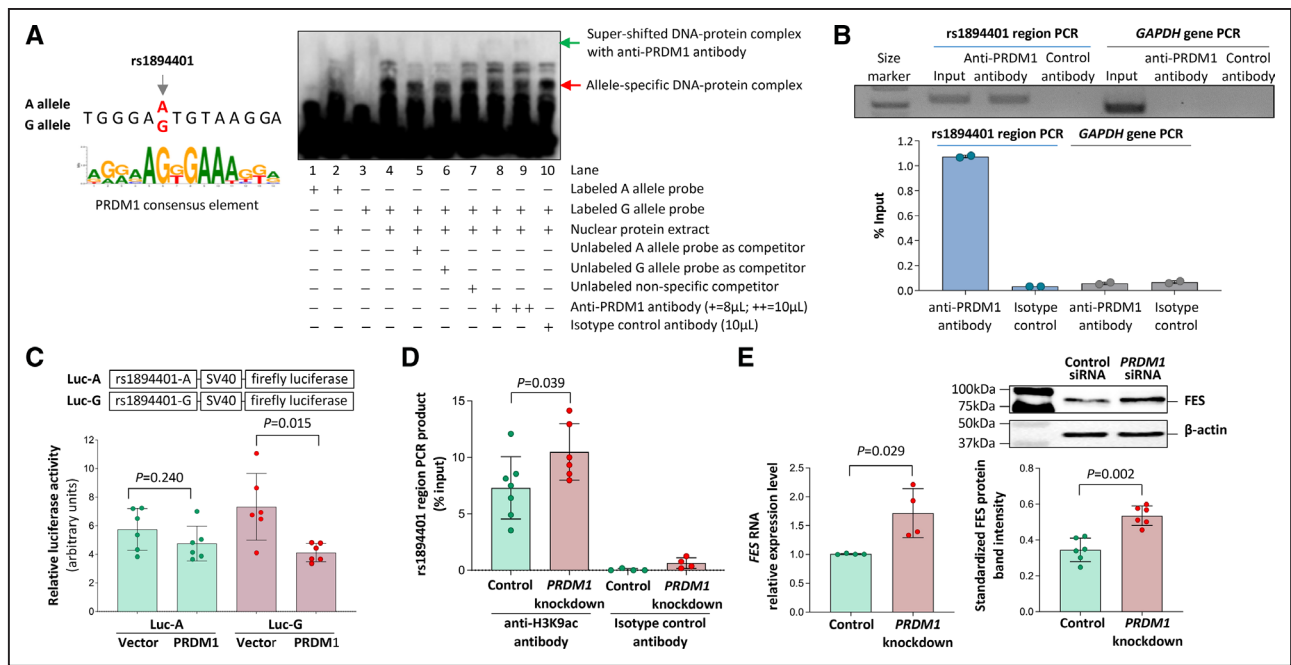 A
rs1894401
A allele
G allele
A
T G G G A T G T A A G G A
G
PRDM1 consensus element
Super-shifted DNA-protein complex
with anti-PRDM1 antibody
Allele-specific DNA-protein complex
1 2 3 4 5 6 7 8 9 10 Lane
+ + − − − − − − − − Labeled A allele probe
− − + + + + + + + + Labeled G allele probe
− + − + + + + + + + Nuclear protein extract
− − − − + − − − − − Unlabeled A allele probe as competitor
− − − − − + − − − − Unlabeled G allele probe as competitor
− − − − − − + − − − Unlabeled non-specific competitor
− − − − − − − + ++ − Anti-PRDM1 antibody (+=8µL; ++=10µL)
− − − − − − − − − + Isotype control antibody (10µL)
B
rs1894401 region PCR GAPDH gene PCR
Size marker Input Anti-PRDM1 antibody Control antibody Input anti-PRDM1 antibody Control antibody
rs1894401 region PCR GAPDH gene PCR
% Input
1.2
1.0
0.8
0.6
0.4
0.2
0.0
anti-PRDM1 antibody Isotype control anti-PRDM1 antibody Isotype control
C
Luc-A rs1894401-A SV40 firefly luciferase
Luc-G rs1894401-G SV40 firefly luciferase
Relative luciferase activity
(arbitrary units)
12
10
8
6
4
2
0
P=0.240
P=0.015
Luc-A Luc-G
Vector PRDM1 Vector PRDM1
D
rs1894401 region PCR product
(% input)
15
10
5
0
P=0.039
Control PRDM1 knockdown Control PRDM1 knockdown
anti-H3K9ac antibody Isotype control antibody
E
Control siRNA PRDM1 siRNA
100kDa
75kDa
FES
50kDa
37kDa
β-actin
FES RNA
relative expression level
2.5
2.0
1.5
1.0
0.5
0.0
P=0.029
Control PRDM1 knockdown
Standardized FES protein
band intensity
0.8
0.6
0.4
0.2
0.0
P=0.002
Control PRDM1 knockdown